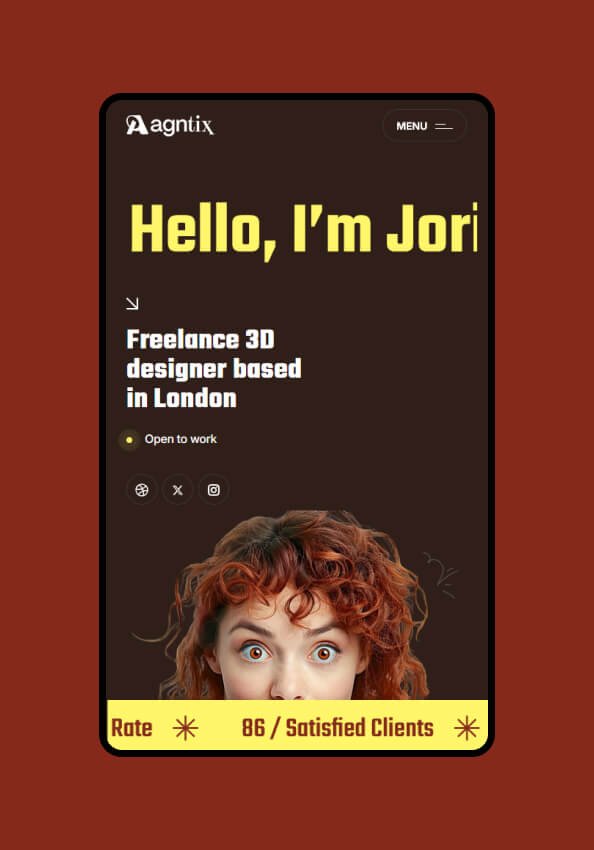 agntix
MENU
Hello, I’m Jori
Freelance 3D
designer based
in London
Open to work
Rate
86 / Satisfied Clients